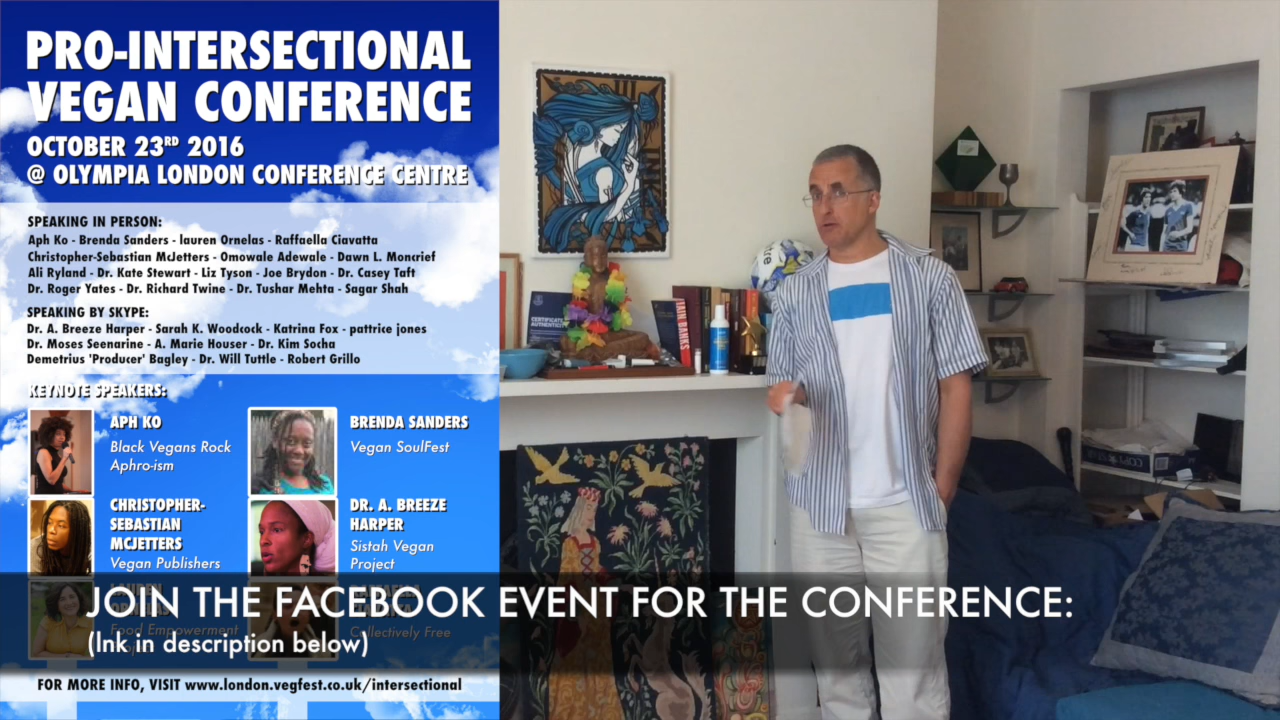 PRO-INTERSECTIONAL
VEGAN CONFERENCE
OCTOBER 23RD 2016
@ OLYMPIA LONDON CONFERENCE CENTRE
SPEAKING IN PERSON:
Aph Ko - Brenda Sanders - lauren Ornelas - Raffaella Ciavatta
Christopher-Sebastian McJetters - Omowale Adewale - Dawn L. Moncrief
Ali Ryland - Dr. Kate Stewart - Liz Tyson - Joe Brydon - Dr. Casey Taft
Dr. Roger Yates - Dr. Richard Twine - Dr. Tushar Mehta - Sagar Shah
SPEAKING BY SKYPE:
Dr. A. Breeze Harper - Sarah K. Woodcock - Katrina Fox - pattrice jones
Dr. Moses Seenarine - A. Marie Houser - Dr. Kim Socha
Demetrius 'Producer' Bagley - Dr. Will Tuttle - Robert Grillo
KEYNOTE SPEAKERS:
APH KO
Black Vegans Rock
Aphro-ism
BRENDA SANDERS
Vegan SoulFest
CHRISTOPHER-
SEBASTIAN
MCJETTERS
Vegan Publishers
DR. A. BREEZE
HARPER
Sistah Vegan
Project
LAUREN
ORNELAS
Food Empowerment
Collectively Free
JOIN THE FACEBOOK EVENT FOR THE CONFERENCE:
(lnk in description below)
FOR MORE INFO, VISIT www.london.vegfest.co.uk/intersectional
IAIN BANKS